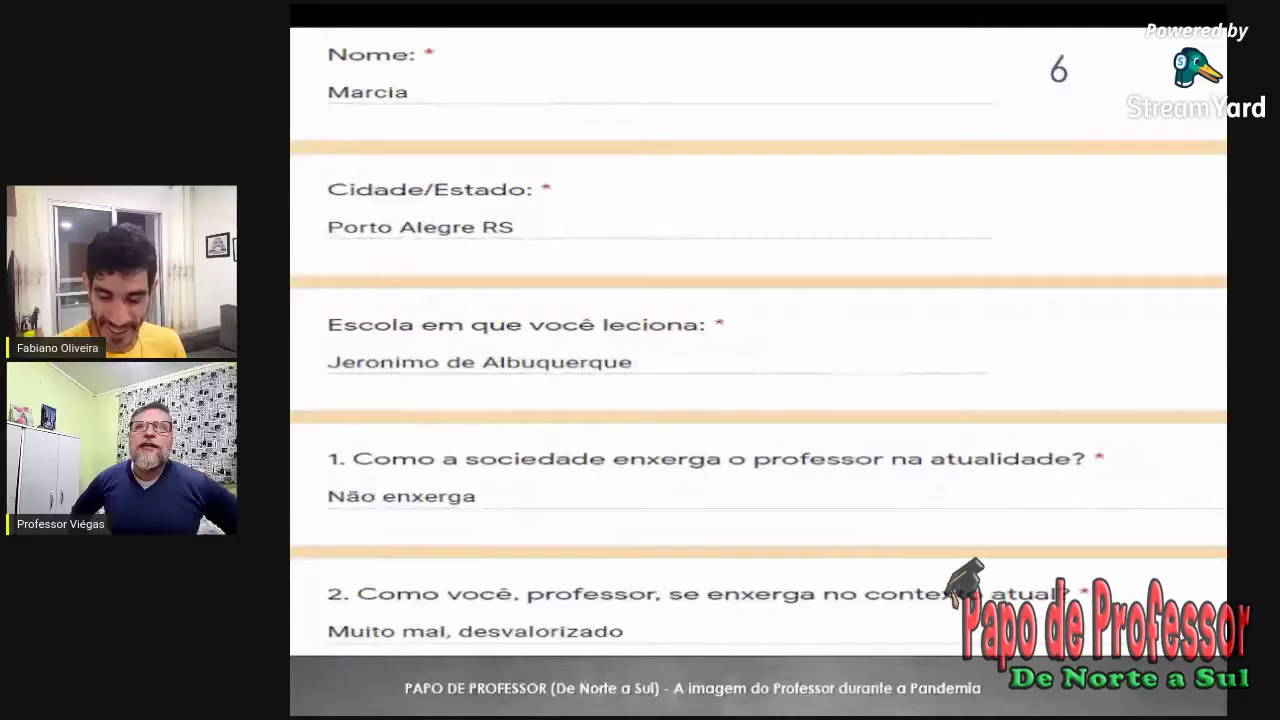 Powered by
StreamYard
Nome: *
6
Marcia
Cidade/Estado: *
Porto Alegre RS
Escola em que você leciona: *
Jeronimo de Albuquerque
1. Como a sociedade enxerga o professor na atualidade? *
Não enxerga
2. Como você, professor, se enxerga no contexto atual? *
Muito mal, desvalorizado
Fabiano Oliveira
Professor Viégas
Papo de Professor
De Norte a Sul
PAPO DE PROFESSOR (De Norte a Sul) - A imagem do Professor durante a Pandemia